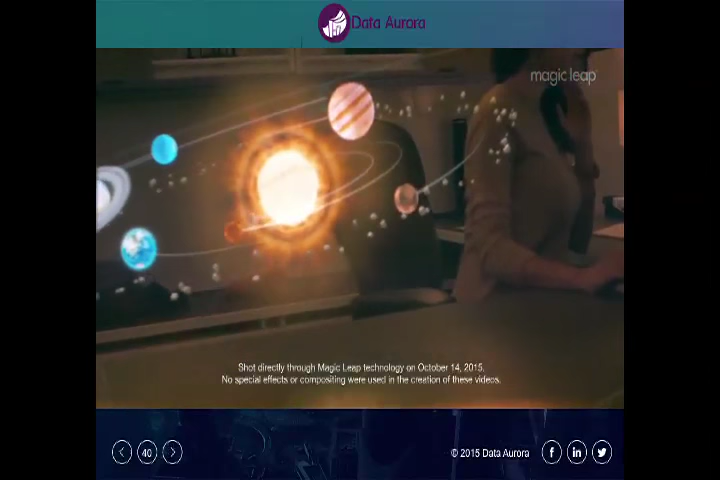 Data Aurora
magic leap
Shot directly through Magic Leap technology on October 14, 2015.
No special effects or compositing were used in the creation of these videos.
40
© 2015 Data Aurora